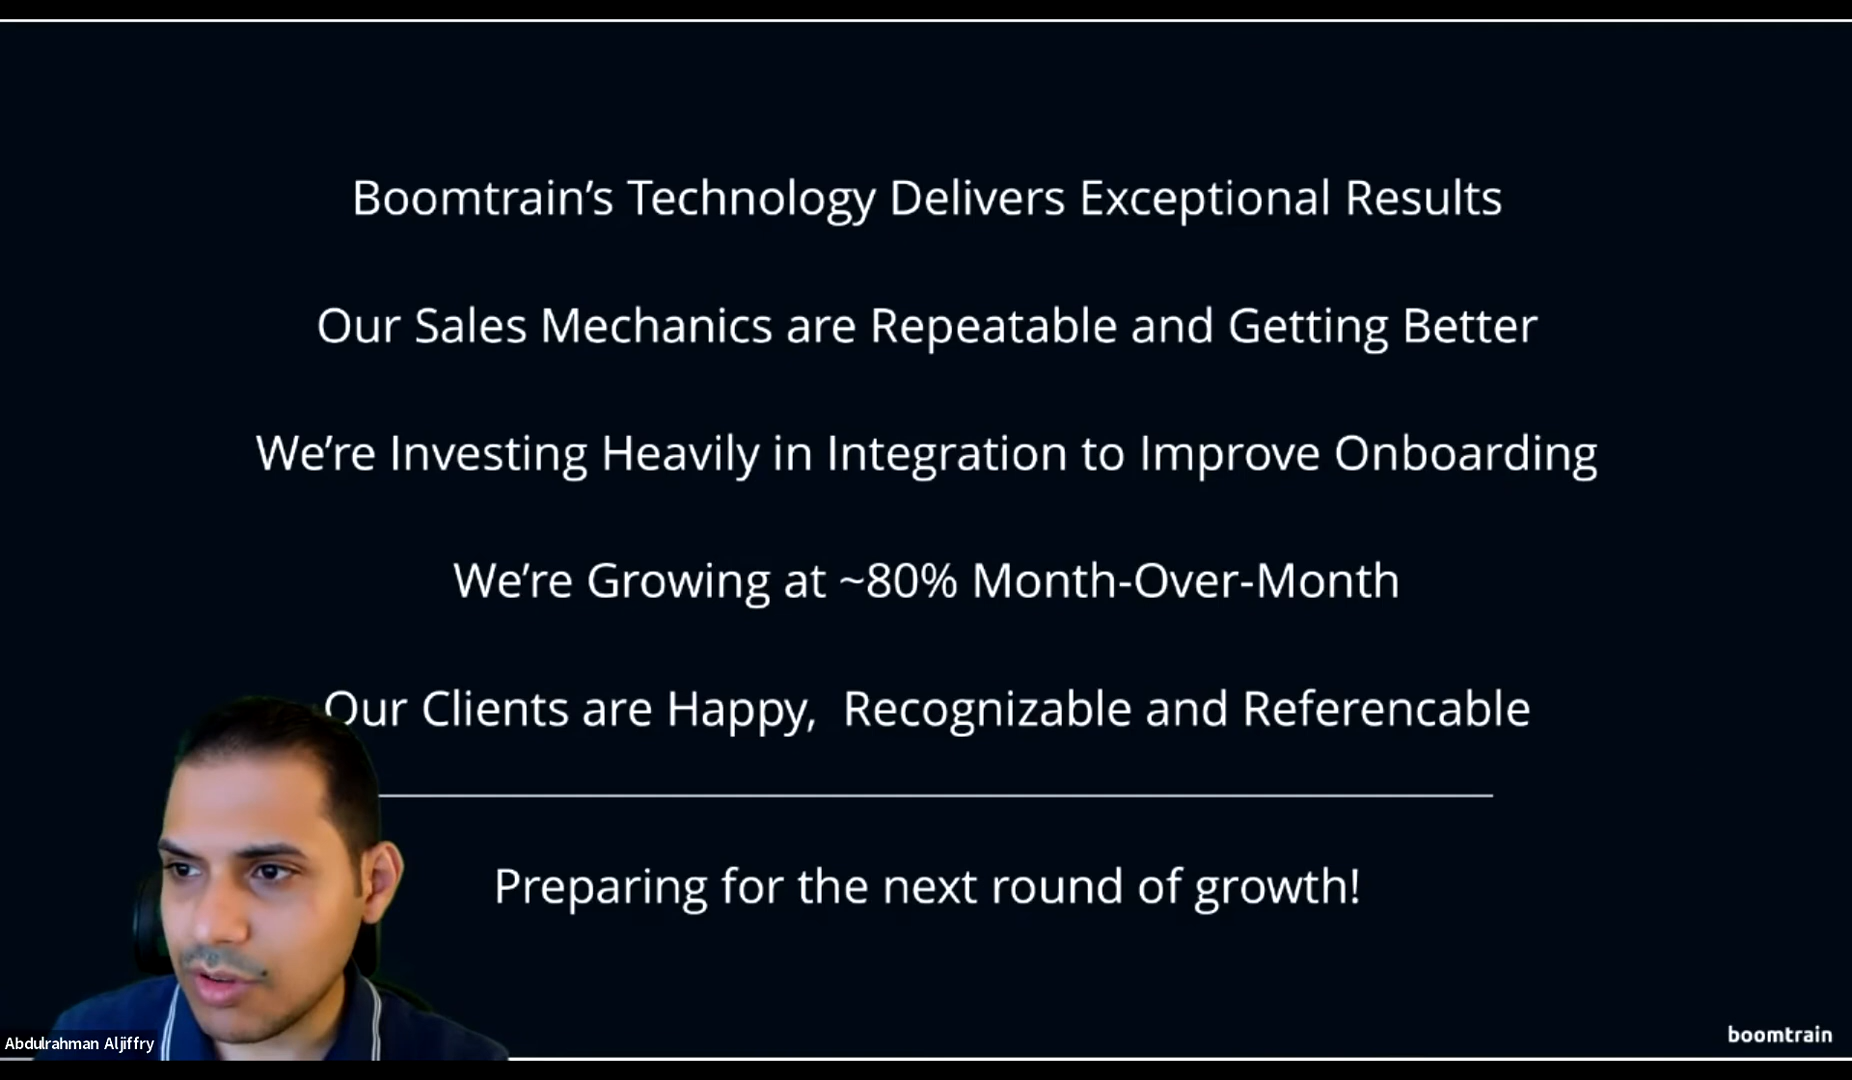 Boomtrain’s Technology Delivers Exceptional Results
Our Sales Mechanics are Repeatable and Getting Better
We’re Investing Heavily in Integration to Improve Onboarding
We’re Growing at ~80% Month-Over-Month
Our Clients are Happy,  Recognizable and Referencable
Preparing for the next round of growth!
Abdulrahman Aljiffry
boomtrain